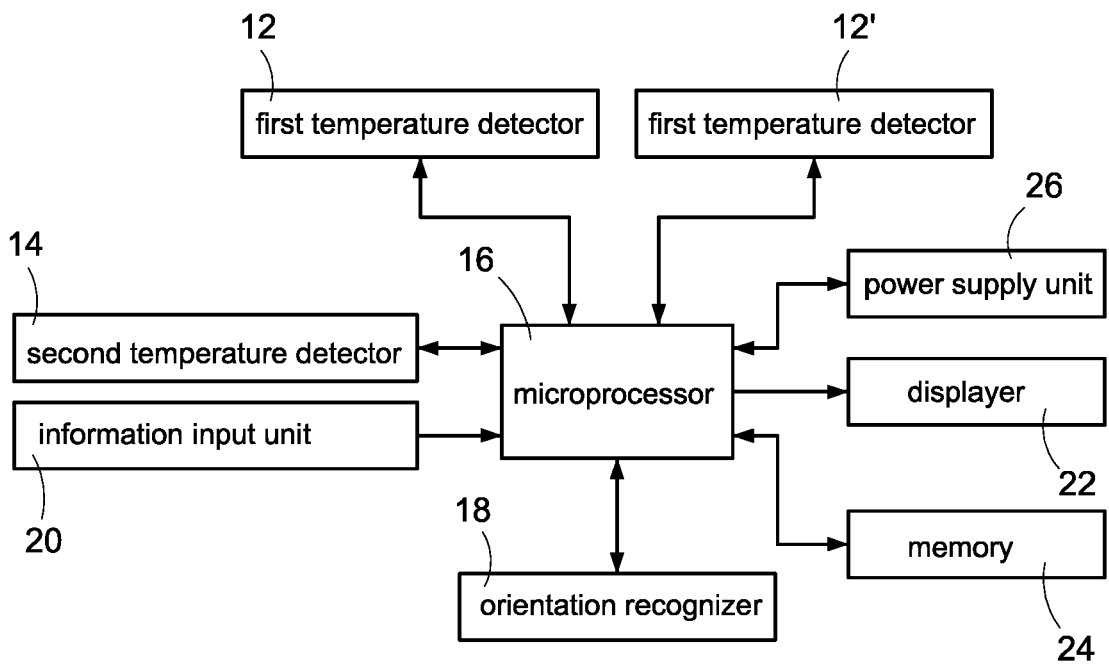 12
12'
first temperature detector
first temperature detector
26
14
16
power supply unit
second temperature detector
microprocessor
displayer
information input unit
22
20
18
memory
orientation recognizer
24